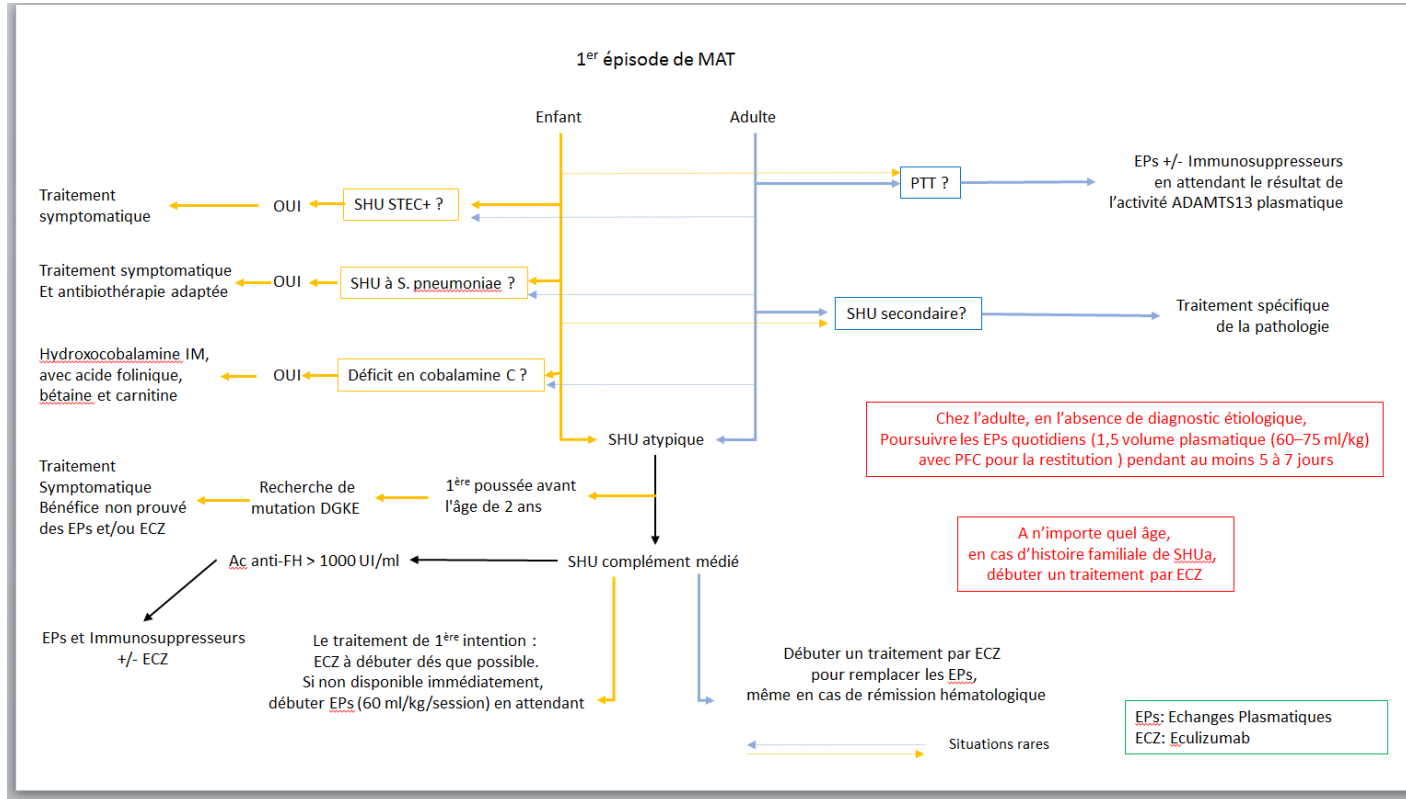 1er épisode de MAT
Enfant
Adulte
PTT ?
EPs +/- Immunosuppresseurs
en attendant le résultat de
l’activité ADAMTS13 plasmatique
Traitement
symptomatique
OUI
SHU STEC+ ?
Traitement symptomatique
Et antibiothérapie adaptée
OUI
SHU à S. pneumoniae ?
SHU secondaire?
Traitement spécifique
de la pathologie
Hydroxocobalamine IM,
avec acide folinique,
bétaine et carnitine
OUI
Déficit en cobalamine C ?
SHU atypique
Chez l’adulte, en l’absence de diagnostic étiologique,
Poursuivre les EPs quotidiens (1,5 volume plasmatique (60–75 ml/kg)
avec PFC pour la restitution ) pendant au moins 5 à 7 jours
Traitement
Symptomatique
Bénéfice non prouvé
des EPs et/ou ECZ
Recherche de
mutation DGKE
1ère poussée avant
l'âge de 2 ans
A n’importe quel âge,
en cas d’histoire familiale de SHUa,
débuter un traitement par ECZ
Ac anti-FH > 1000 UI/ml
SHU complément médié
EPs et Immunosuppresseurs
+/- ECZ
Le traitement de 1ère intention :
ECZ à débuter dés que possible.
Si non disponible immédiatement,
débuter EPs (60 ml/kg/session) en attendant
Débuter un traitement par ECZ
pour remplacer les EPs,
même en cas de rémission hématologique
Situations rares
EPs: Echanges Plasmatiques
ECZ: Eculizumab